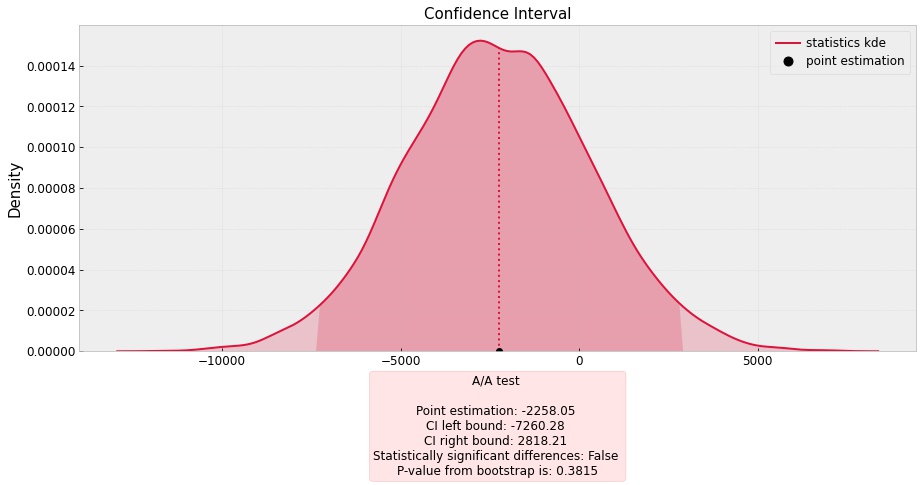 Confidence Interval
statistics kde
point estimation
Density
0.00014
0.00012
0.00010
0.00008
0.00006
0.00004
0.00002
0.00000
−10000
−5000
0
5000
A/A test
Point estimation: -2258.05
CI left bound: -7260.28
CI right bound: 2818.21
Statistically significant differences: False
P-value from bootstrap is: 0.3815